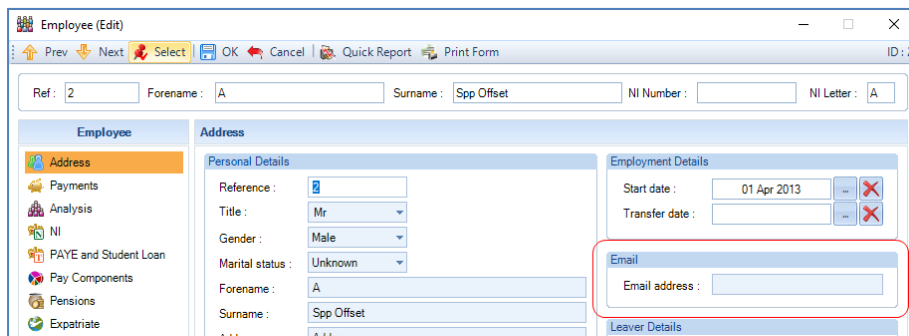 Employee (Edit)
Prev Next Select OK Cancel Quick Report Print Form ID :
Ref : 2 Forename : A Surname : Spp Offset NI Number : NI Letter : A
Employee Address
Address
Payments
Analysis
NI
PAYE and Student Loan
Pay Components
Pensions
Expatriate
Personal Details
Reference : 2
Title : Mr
Gender : Male
Marital status : Unknown
Forename : A
Surname : Spp Offset
Employment Details
Start date : 01 Apr 2013 ...
Transfer date : ...
Email
Email address :
Leaver Details